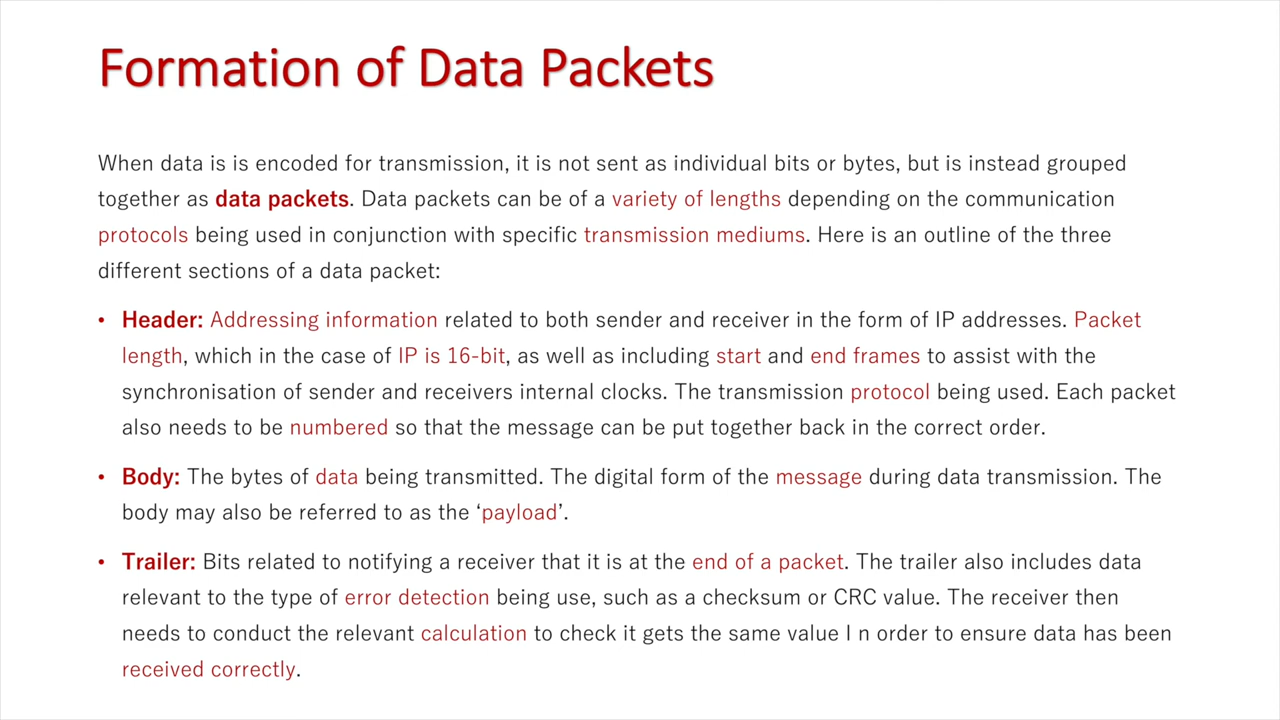 Formation of Data Packets
When data is is encoded for transmission, it is not sent as individual bits or bytes, but is instead grouped
together as data packets. Data packets can be of a variety of lengths depending on the communication
protocols being used in conjunction with specific transmission mediums. Here is an outline of the three
different sections of a data packet:
• Header: Addressing information related to both sender and receiver in the form of IP addresses. Packet
length, which in the case of IP is 16-bit, as well as including start and end frames to assist with the
synchronisation of sender and receivers internal clocks. The transmission protocol being used. Each packet
also needs to be numbered so that the message can be put together back in the correct order.
• Body: The bytes of data being transmitted. The digital form of the message during data transmission. The
body may also be referred to as the ‘payload’.
• Trailer: Bits related to notifying a receiver that it is at the end of a packet. The trailer also includes data
relevant to the type of error detection being use, such as a checksum or CRC value. The receiver then
needs to conduct the relevant calculation to check it gets the same value I n order to ensure data has been
received correctly.